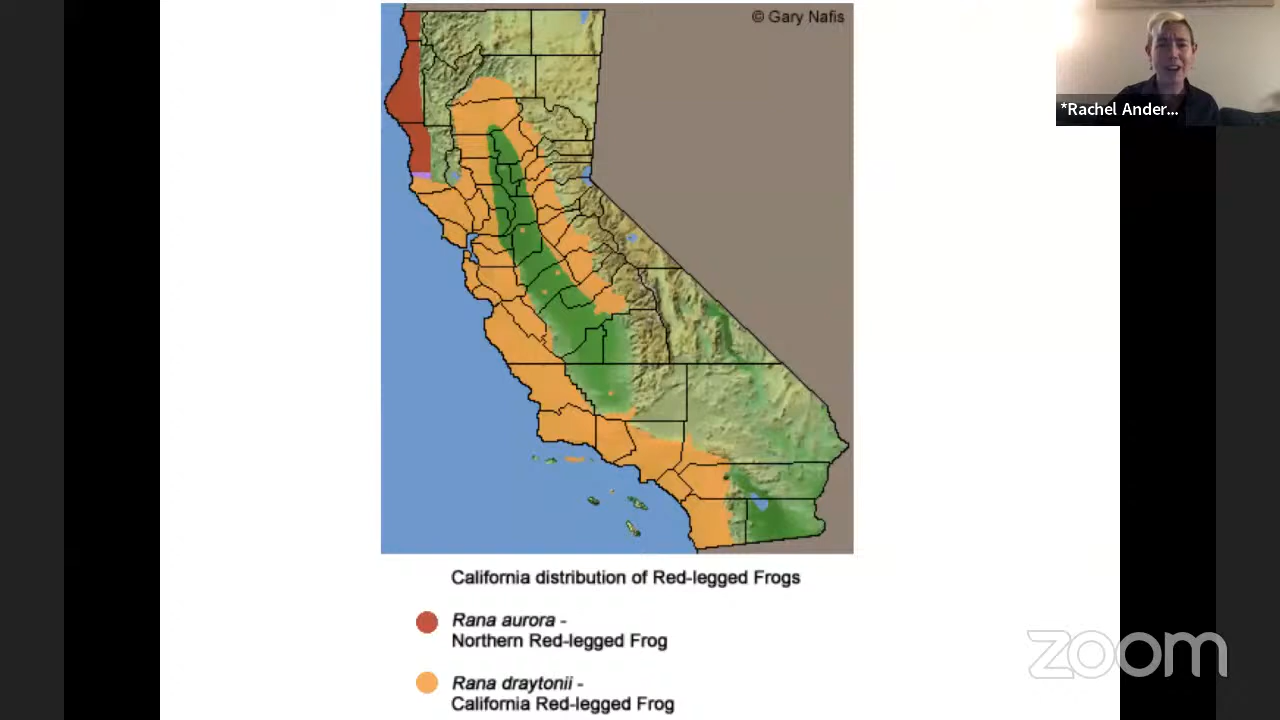 © Gary Nafis
*Rachel Ander...
California distribution of Red-legged Frogs
Rana aurora -
Northern Red-legged Frog
Rana draytonii -
California Red-legged Frog
zoom